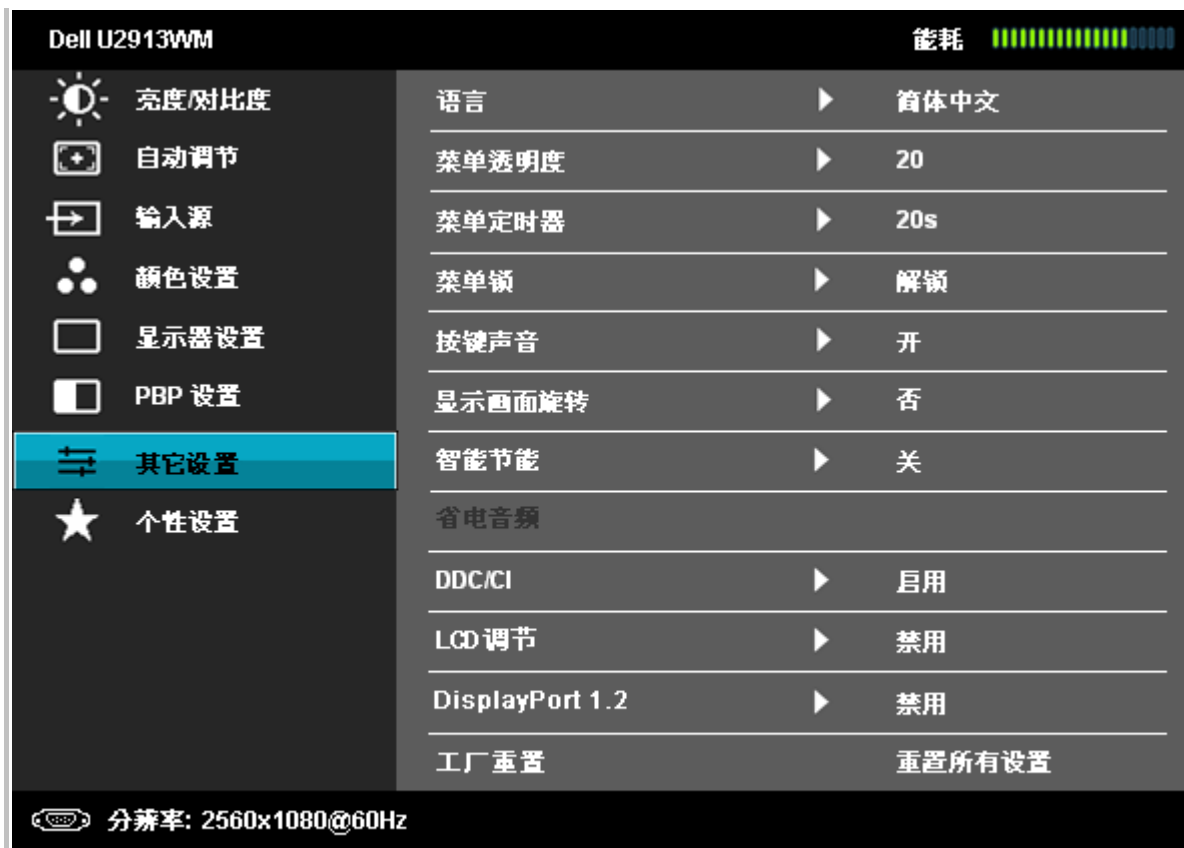 Dell U2913WM 能耗
亮度/对比度
自动调节
输入源
颜色设置
显示器设置
PBP 设置
其它设置
个性设置
语言 简体中文
菜单透明度 20
菜单定时器 20s
菜单锁 解锁
按键声音 开
显示画面旋转 否
智能节能 关
省电音频
DDC/CI 启用
LCD 调节 禁用
DisplayPort 1.2 禁用
工厂重置 重置所有设置
分辨率: 2560x1080@60Hz